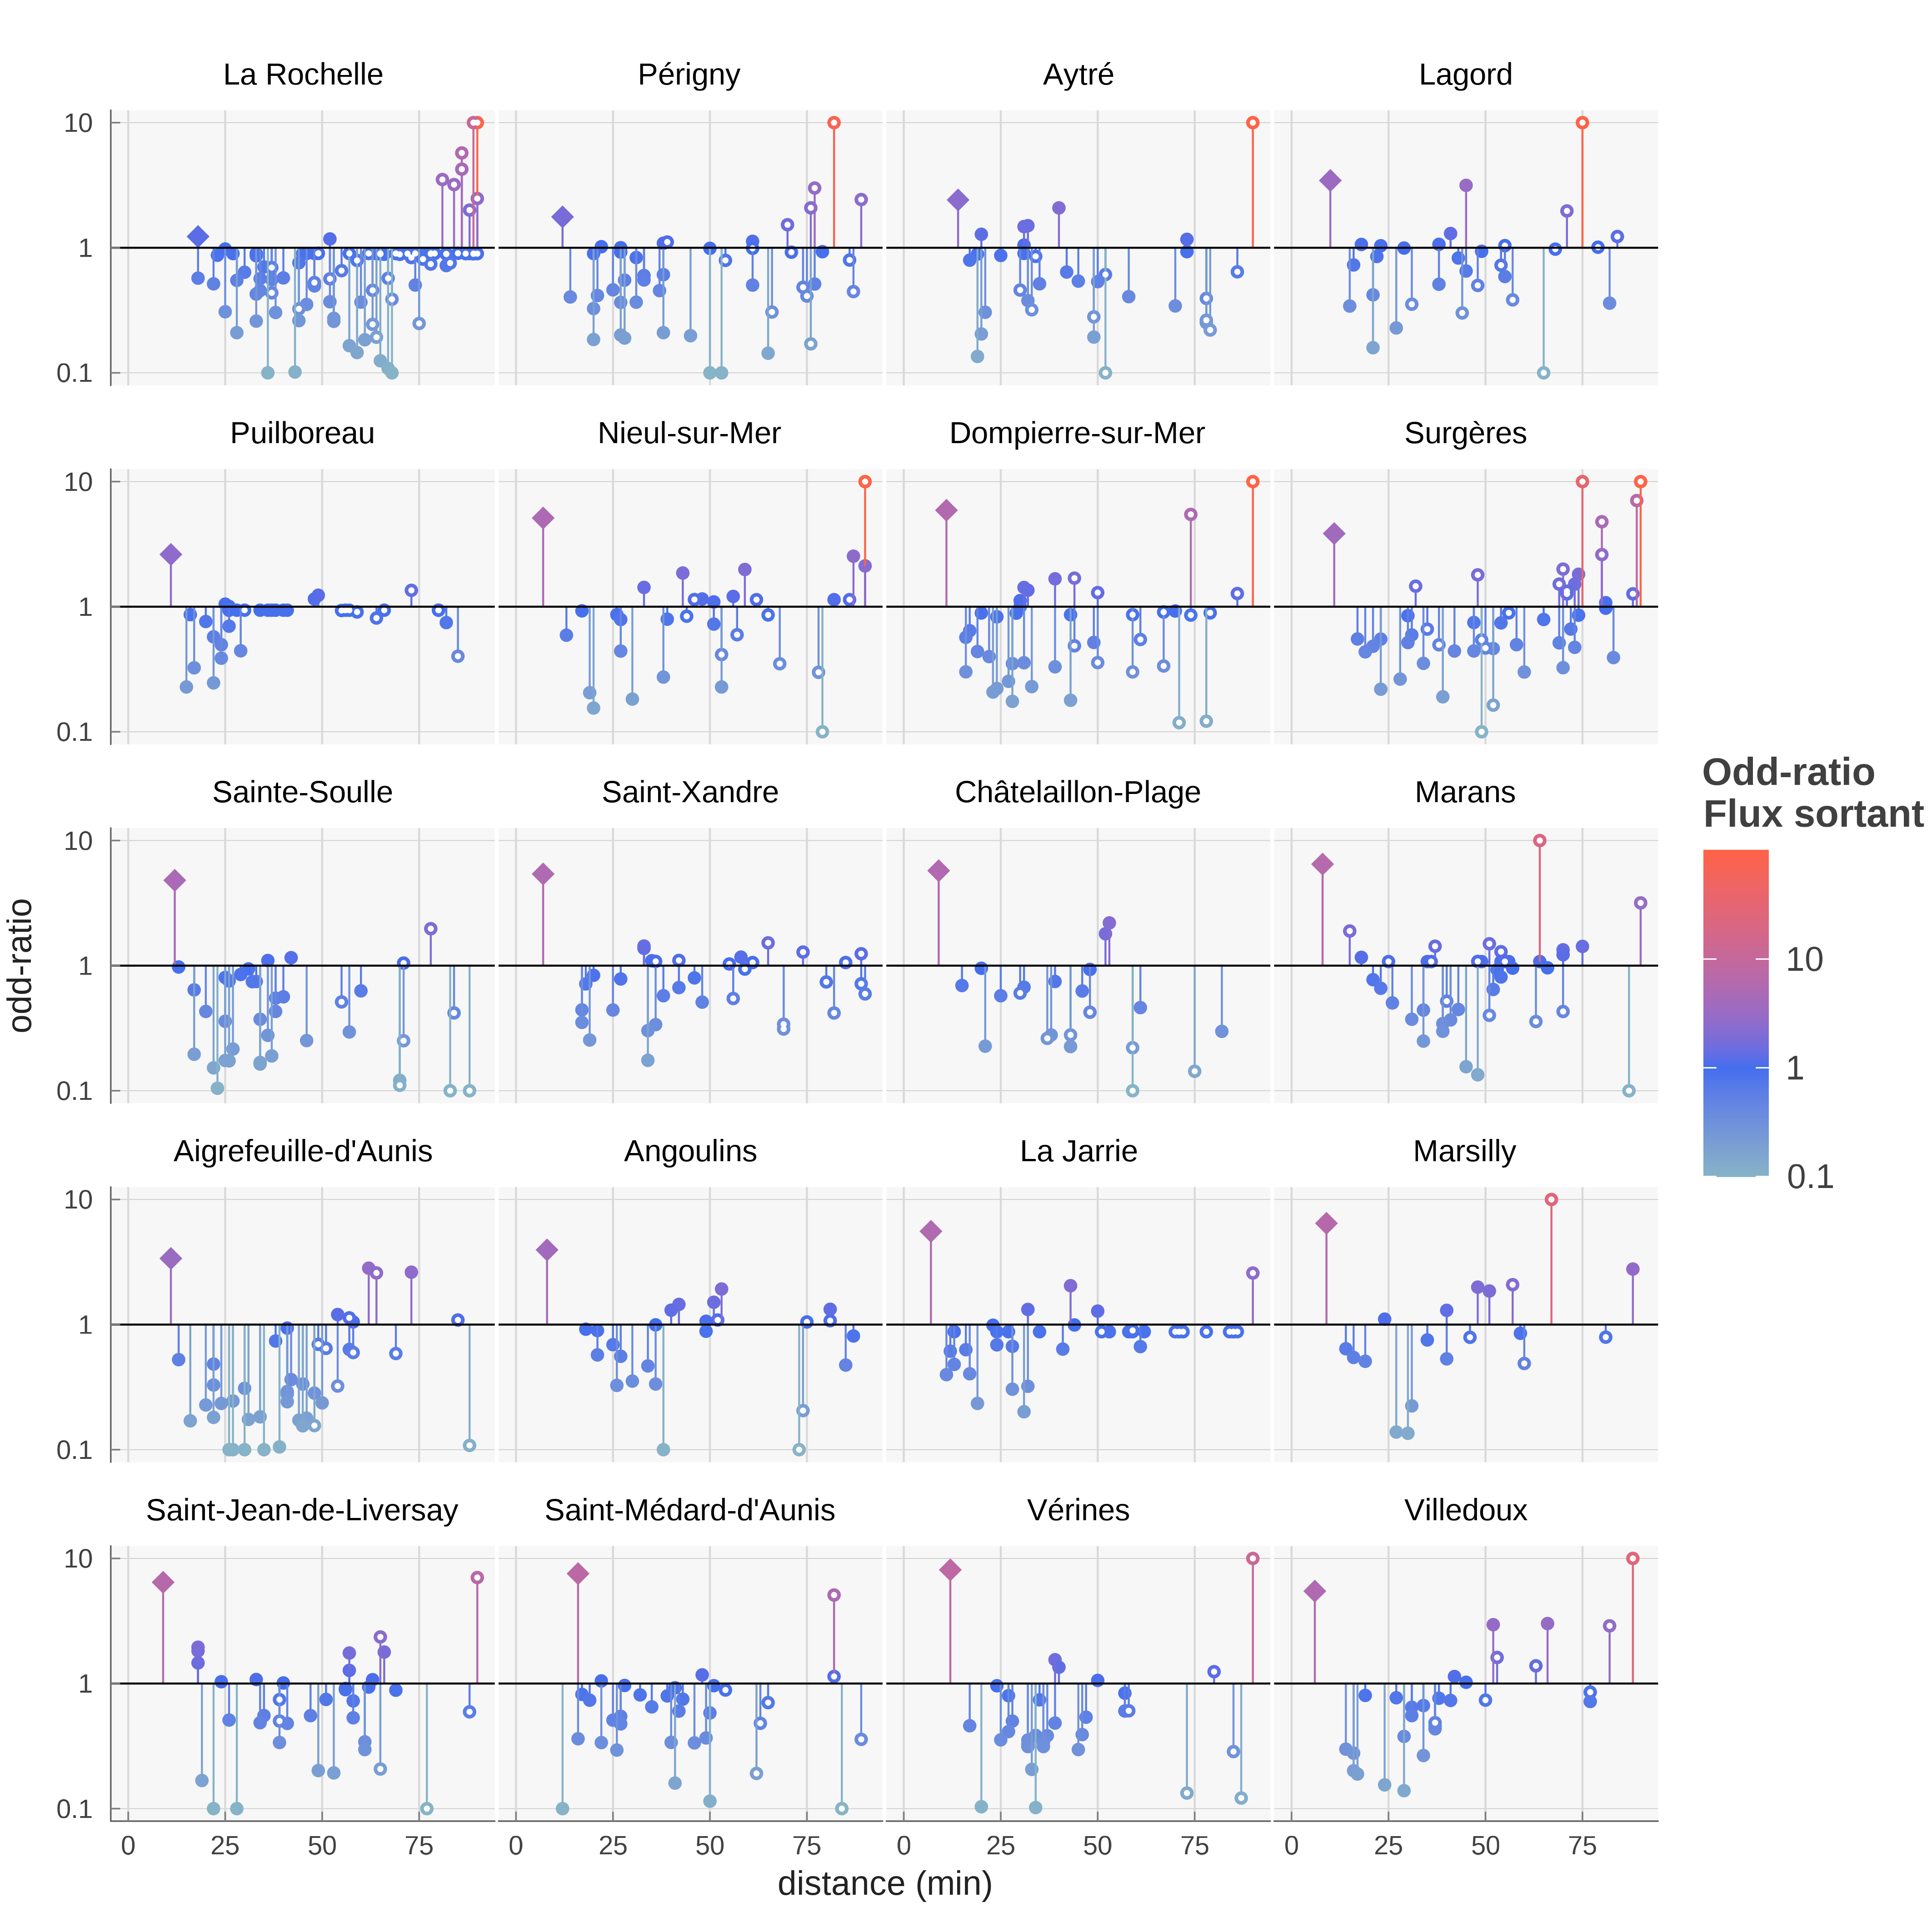 La Rochelle Périgny Aytré Lagord
10
1
0.1
Puilboreau Nieul-sur-Mer Dompierre-sur-Mer Surgères
10
1
0.1
Sainte-Soulle Saint-Xandre Châtelaillon-Plage Marans
10
1
0.1
Aigrefeuille-d'Aunis Angoulins La Jarrie Marsilly
10
1
0.1
Saint-Jean-de-Liversay Saint-Médard-d'Aunis Vérines Villedoux
10
1
0.1
0 25 50 75 0 25 50 75 0 25 50 75 0 25 50 75
distance (min)
odd-ratio
Odd-ratio
Flux sortant
10
1
0.1